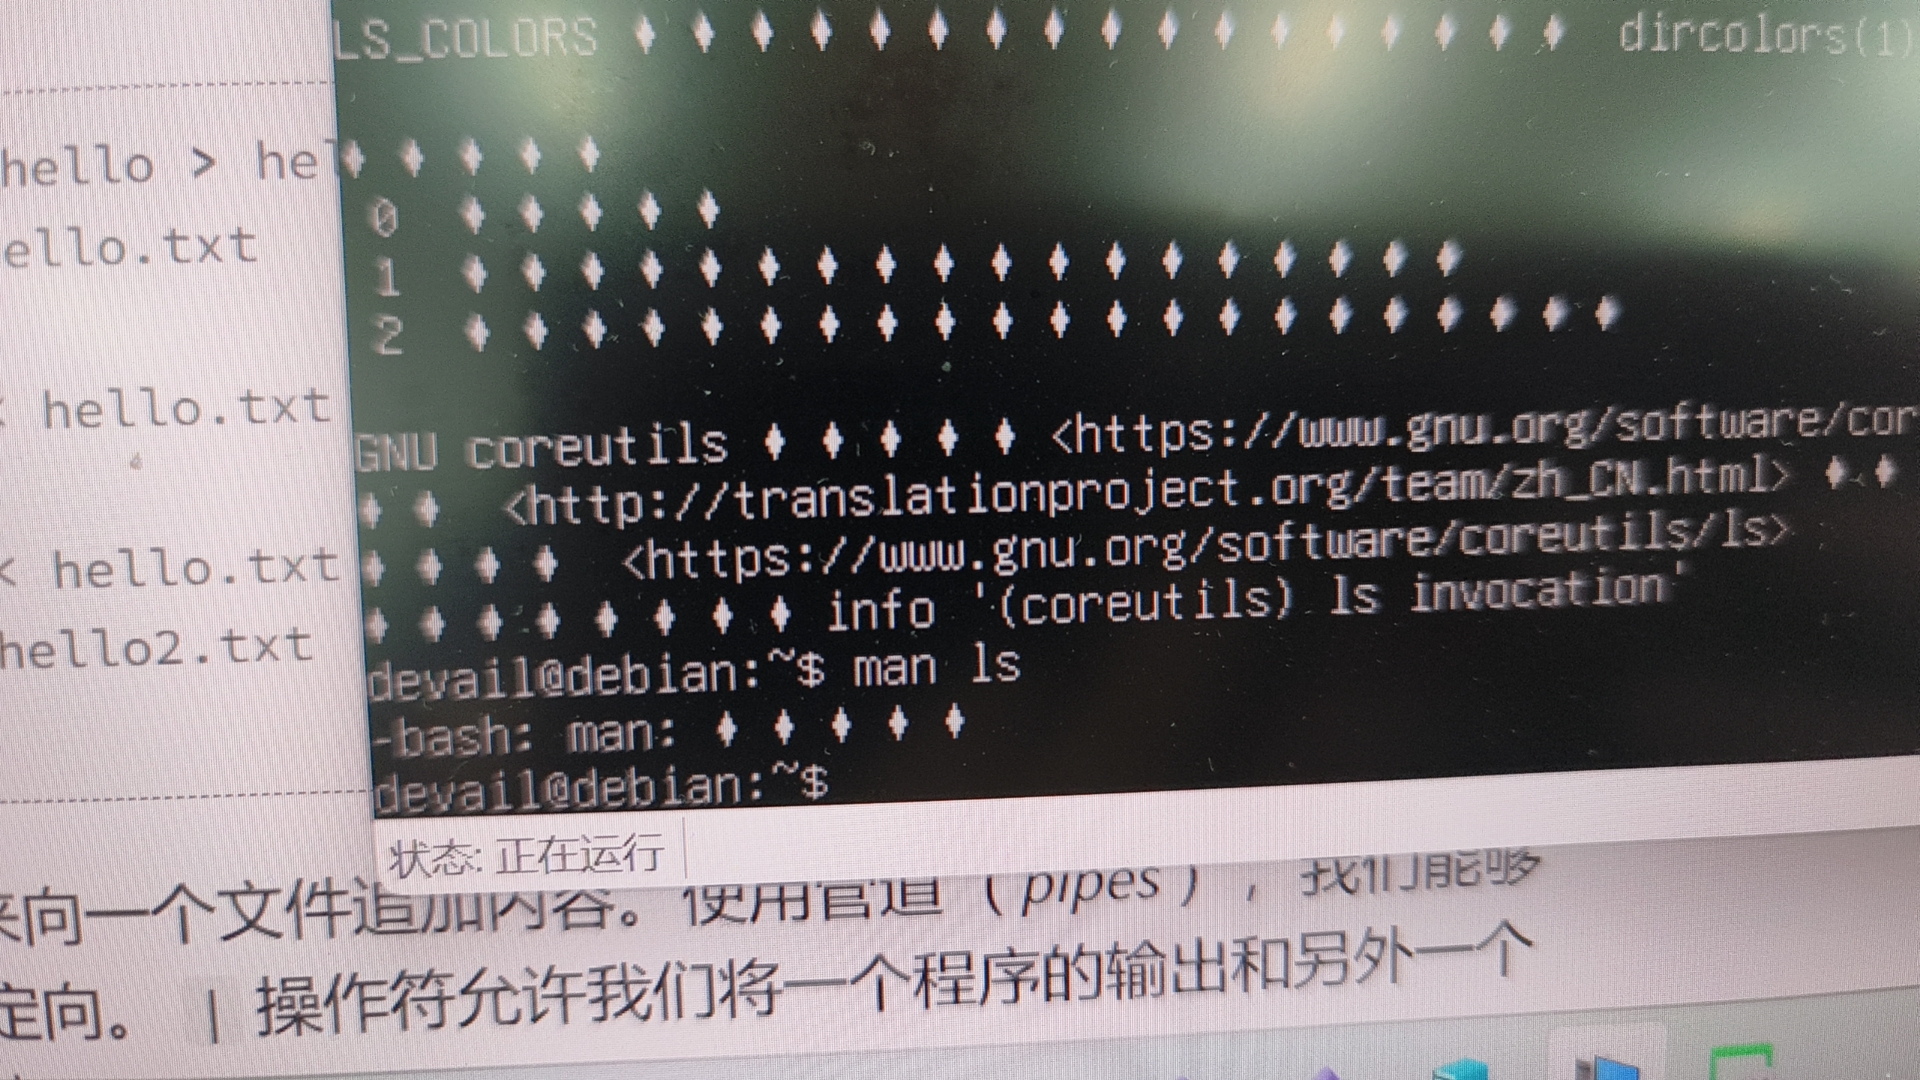 LS_COLORS ♦ ♦ ♦ ♦ ♦ ♦ ♦ ♦ ♦ ♦ ♦ ♦ ♦ ♦ ♦ ♦ ♦ dircolors(1)
hello > hel
♦ ♦ ♦ ♦ ♦
0 ♦ ♦ ♦ ♦ ♦
ello.txt
1 ♦ ♦ ♦ ♦ ♦ ♦ ♦ ♦ ♦ ♦ ♦ ♦ ♦ ♦ ♦ ♦ ♦ ♦
2 ♦ ♦ ♦ ♦ ♦ ♦ ♦ ♦ ♦ ♦ ♦ ♦ ♦ ♦ ♦ ♦ ♦ ♦ ♦ ♦ ♦
hello.txt
GNU coreutils ♦ ♦ ♦ ♦ ♦ <https://www.gnu.org/software/cor
♦ ♦ <http://translationproject.org/team/zh_CN.html> ♦ ♦
< hello.txt
♦ ♦ ♦ ♦ <https://www.gnu.org/software/coreutils/ls>
♦ ♦ ♦ ♦ ♦ ♦ ♦ ♦ info '(coreutils) ls invocation'
hello2.txt
devail@debian:~$ man ls
-bash: man: ♦ ♦ ♦ ♦ ♦
devail@debian:~$
状态: 正在运行
来向一个文件追加内容。使用管道（pipes），我们能够
定向。 | 操作符允许我们将一个程序的输出和另外一个